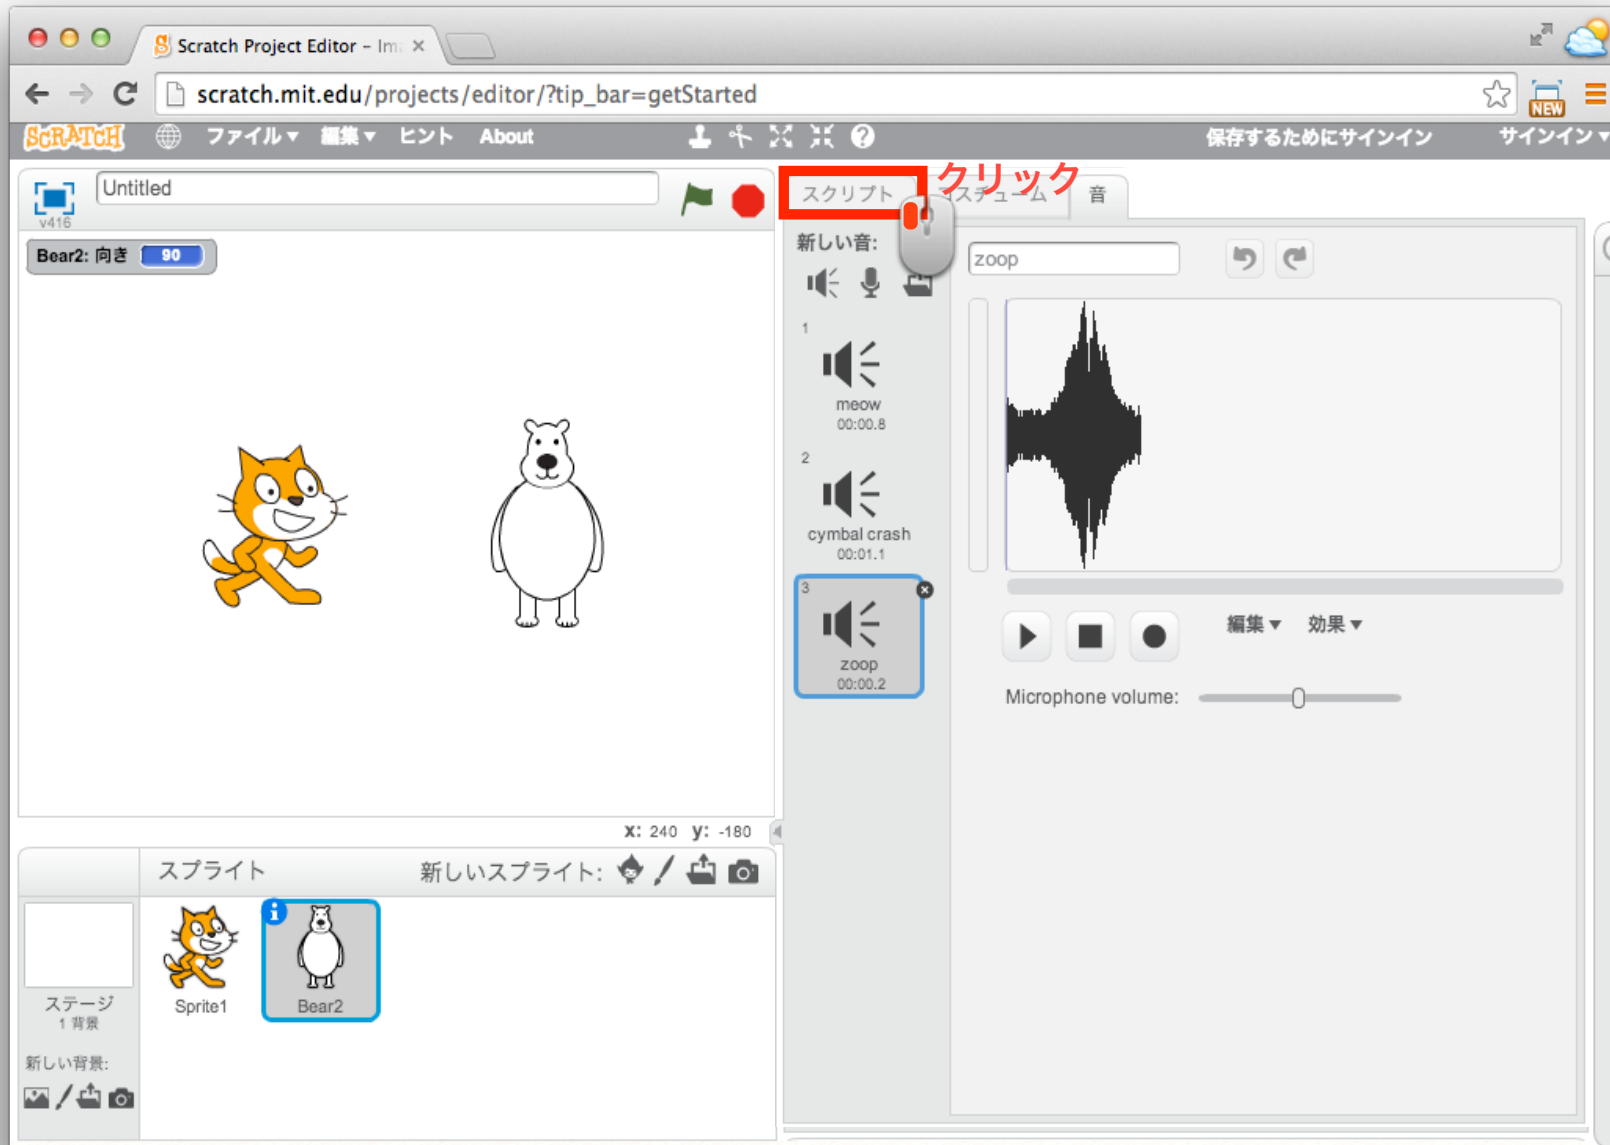 Scratch Project Editor – Im
scratch.mit.edu/projects/editor/?tip_bar=getStarted
NEW
SCRATCH ファイル▼ 編集▼ ヒント About 保存するためにサインイン サインイン▼
v416
Untitled
クリック
スクリプト スチューム 音
Bear2: 向き 90
新しい音:
zoop
1
meow
00:00.8
2
cymbal crash
00:01.1
3
zoop
00:00.2
編集▼ 効果▼
Microphone volume:
x: 240 y: -180
スプライト 新しいスプライト:
Sprite1
Bear2
ステージ
1 背景
新しい背景: